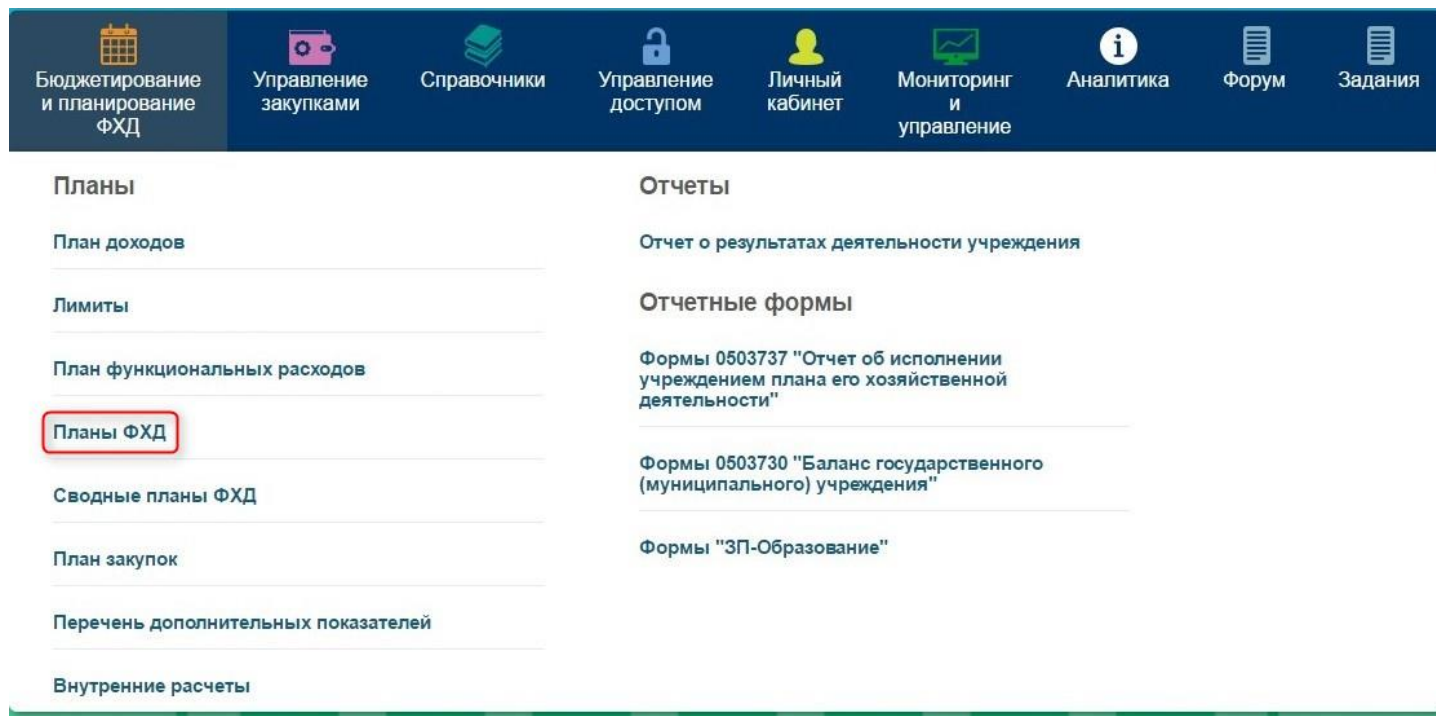 Бюджетирование
и планирование
ФХД
Управление
закупками
Справочники
Управление
доступом
Личный
кабинет
Мониторинг
и
управление
Аналитика
Форум
Задания
Планы
План доходов
Лимиты
План функциональных расходов
Планы ФХД
Сводные планы ФХД
План закупок
Перечень дополнительных показателей
Внутренние расчеты
Отчеты
Отчет о результатах деятельности учреждения
Отчетные формы
Формы 0503737 "Отчет об исполнении
учреждением плана его хозяйственной
деятельности"
Формы 0503730 "Баланс государственного
(муниципального) учреждения"
Формы "ЗП-Образование"